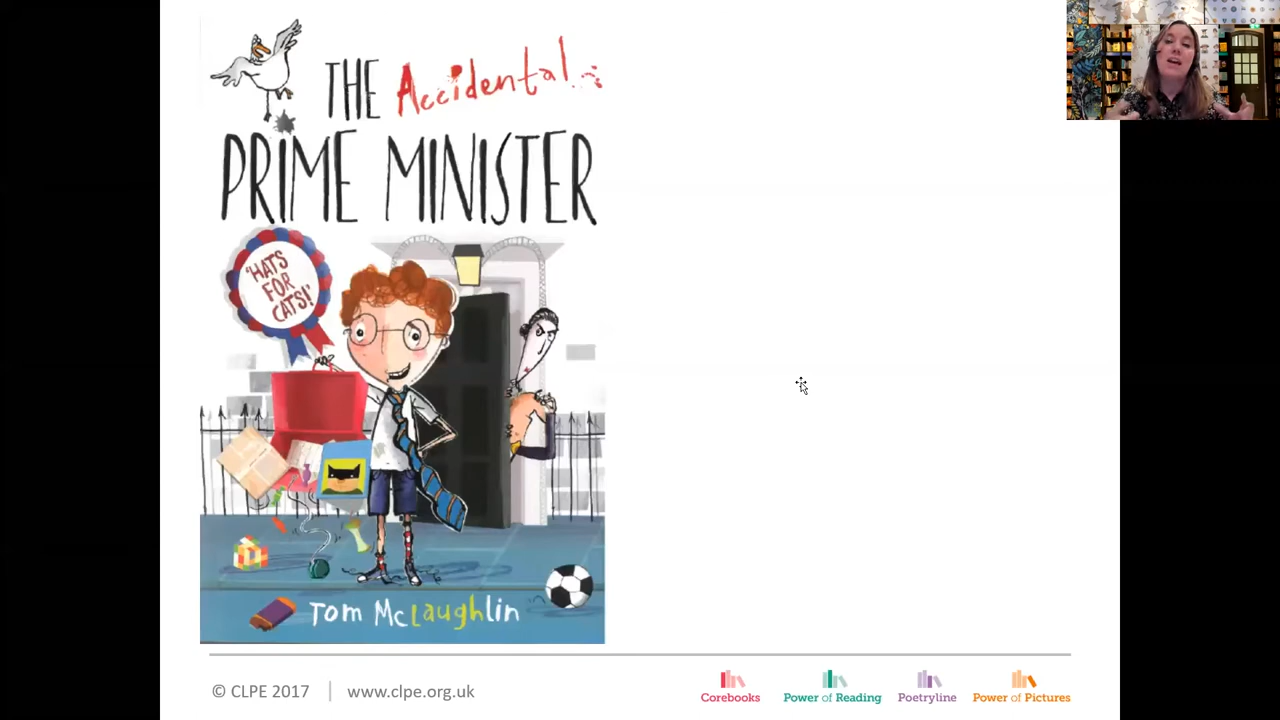 THE Accidental
PRIME MINISTER
'HATS
FOR
CATS!'
Tom McLaughlin
© CLPE 2017 | www.clpe.org.uk
Corebooks
Power of Reading
Poetryline
Power of Pictures